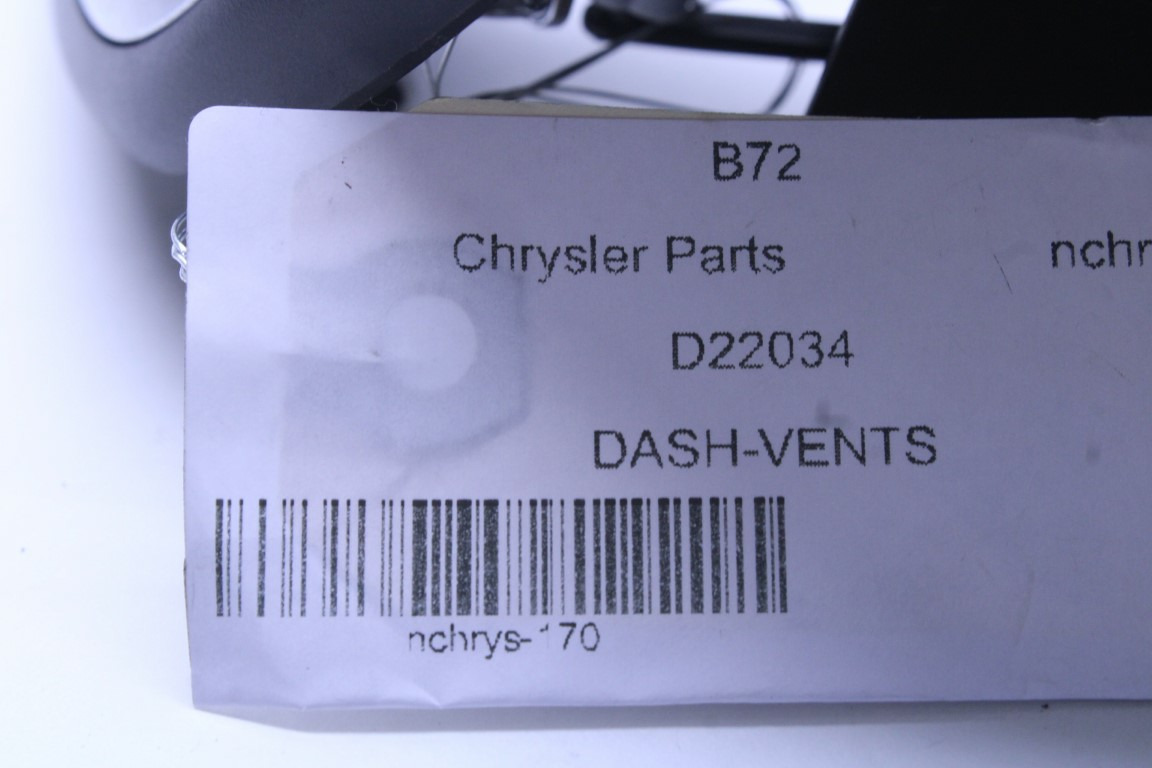 B72
Chrysler Parts nchr
D22034
DASH-VENTS
nchrys-170